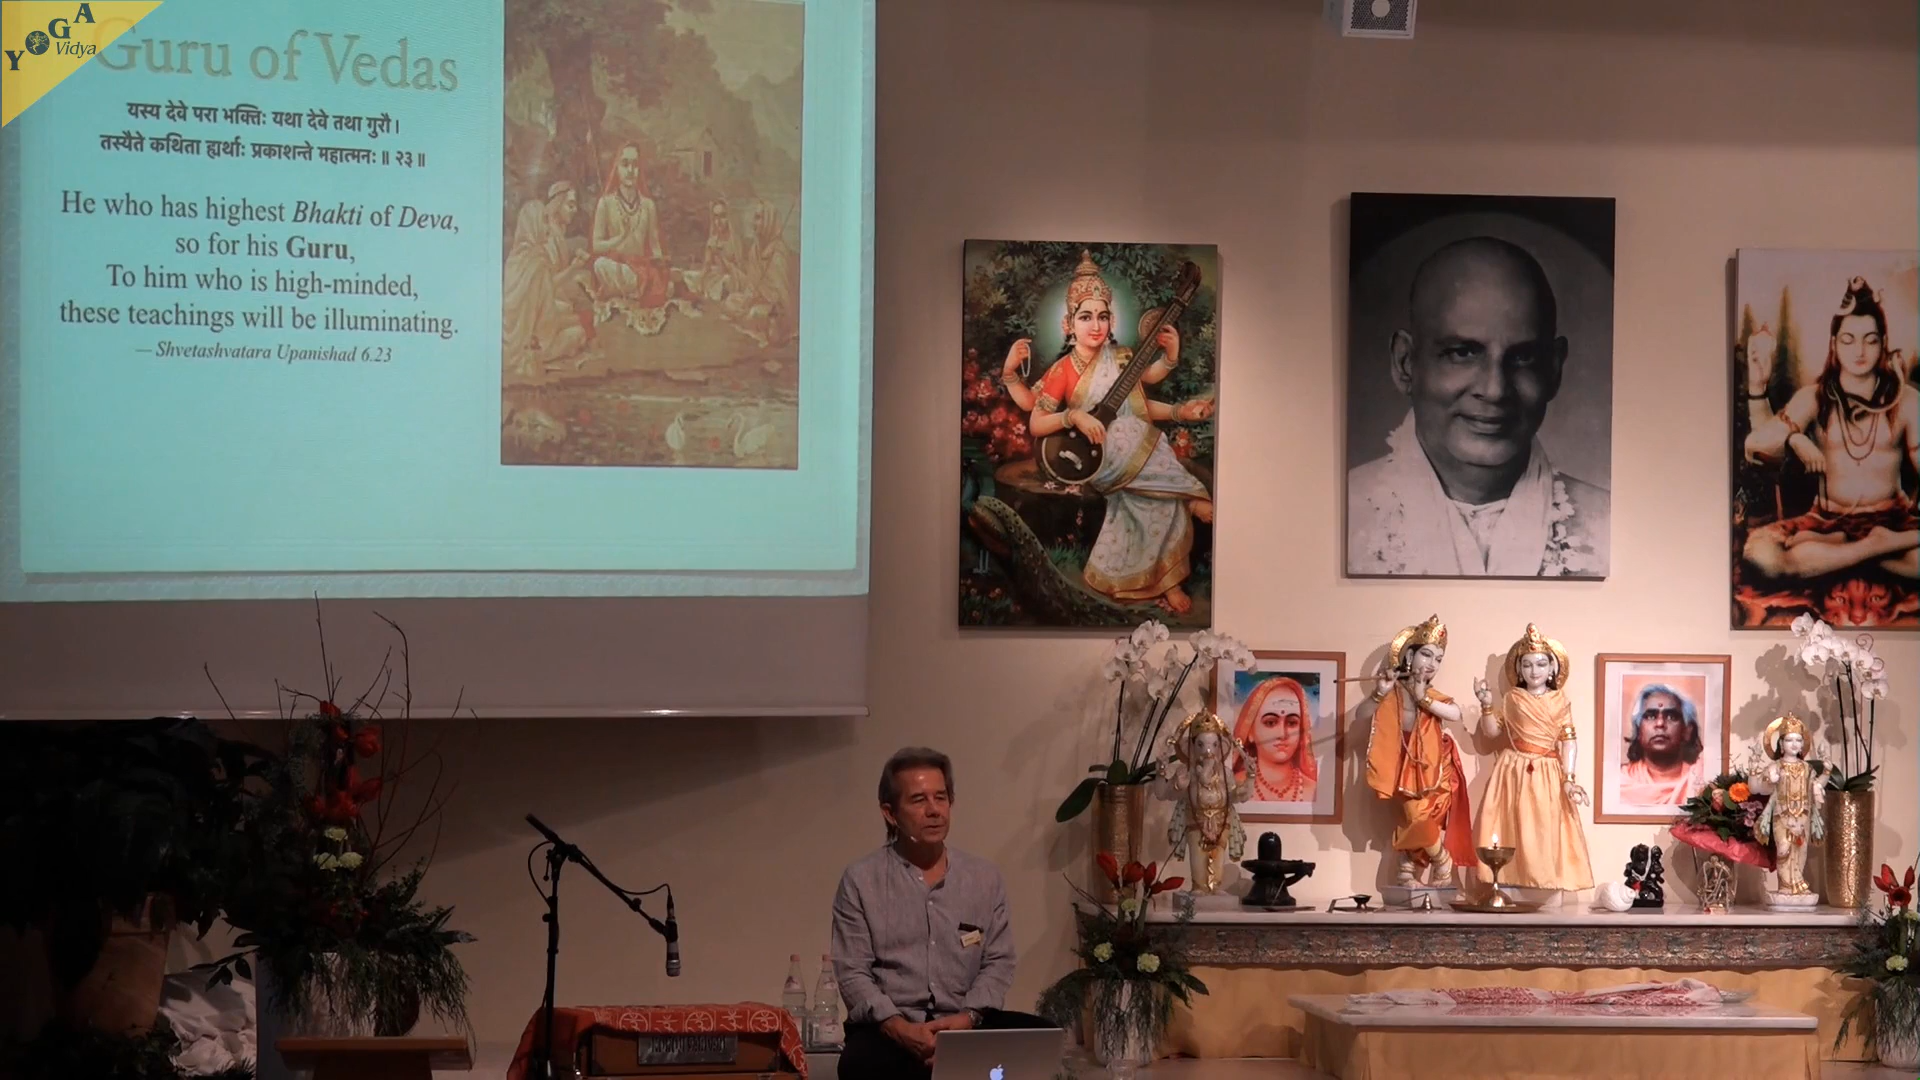 YOGA
Vidya
Guru of Vedas
यस्य देवे परा भक्तिः यथा देवे तथा गुरौ।
तस्यैते कथिता ह्यर्थाः प्रकाशन्ते महात्मनः॥ २३॥
He who has highest Bhakti of Deva,
so for his Guru,
To him who is high-minded,
these teachings will be illuminating.
— Shvetashvatara Upanishad 6.23